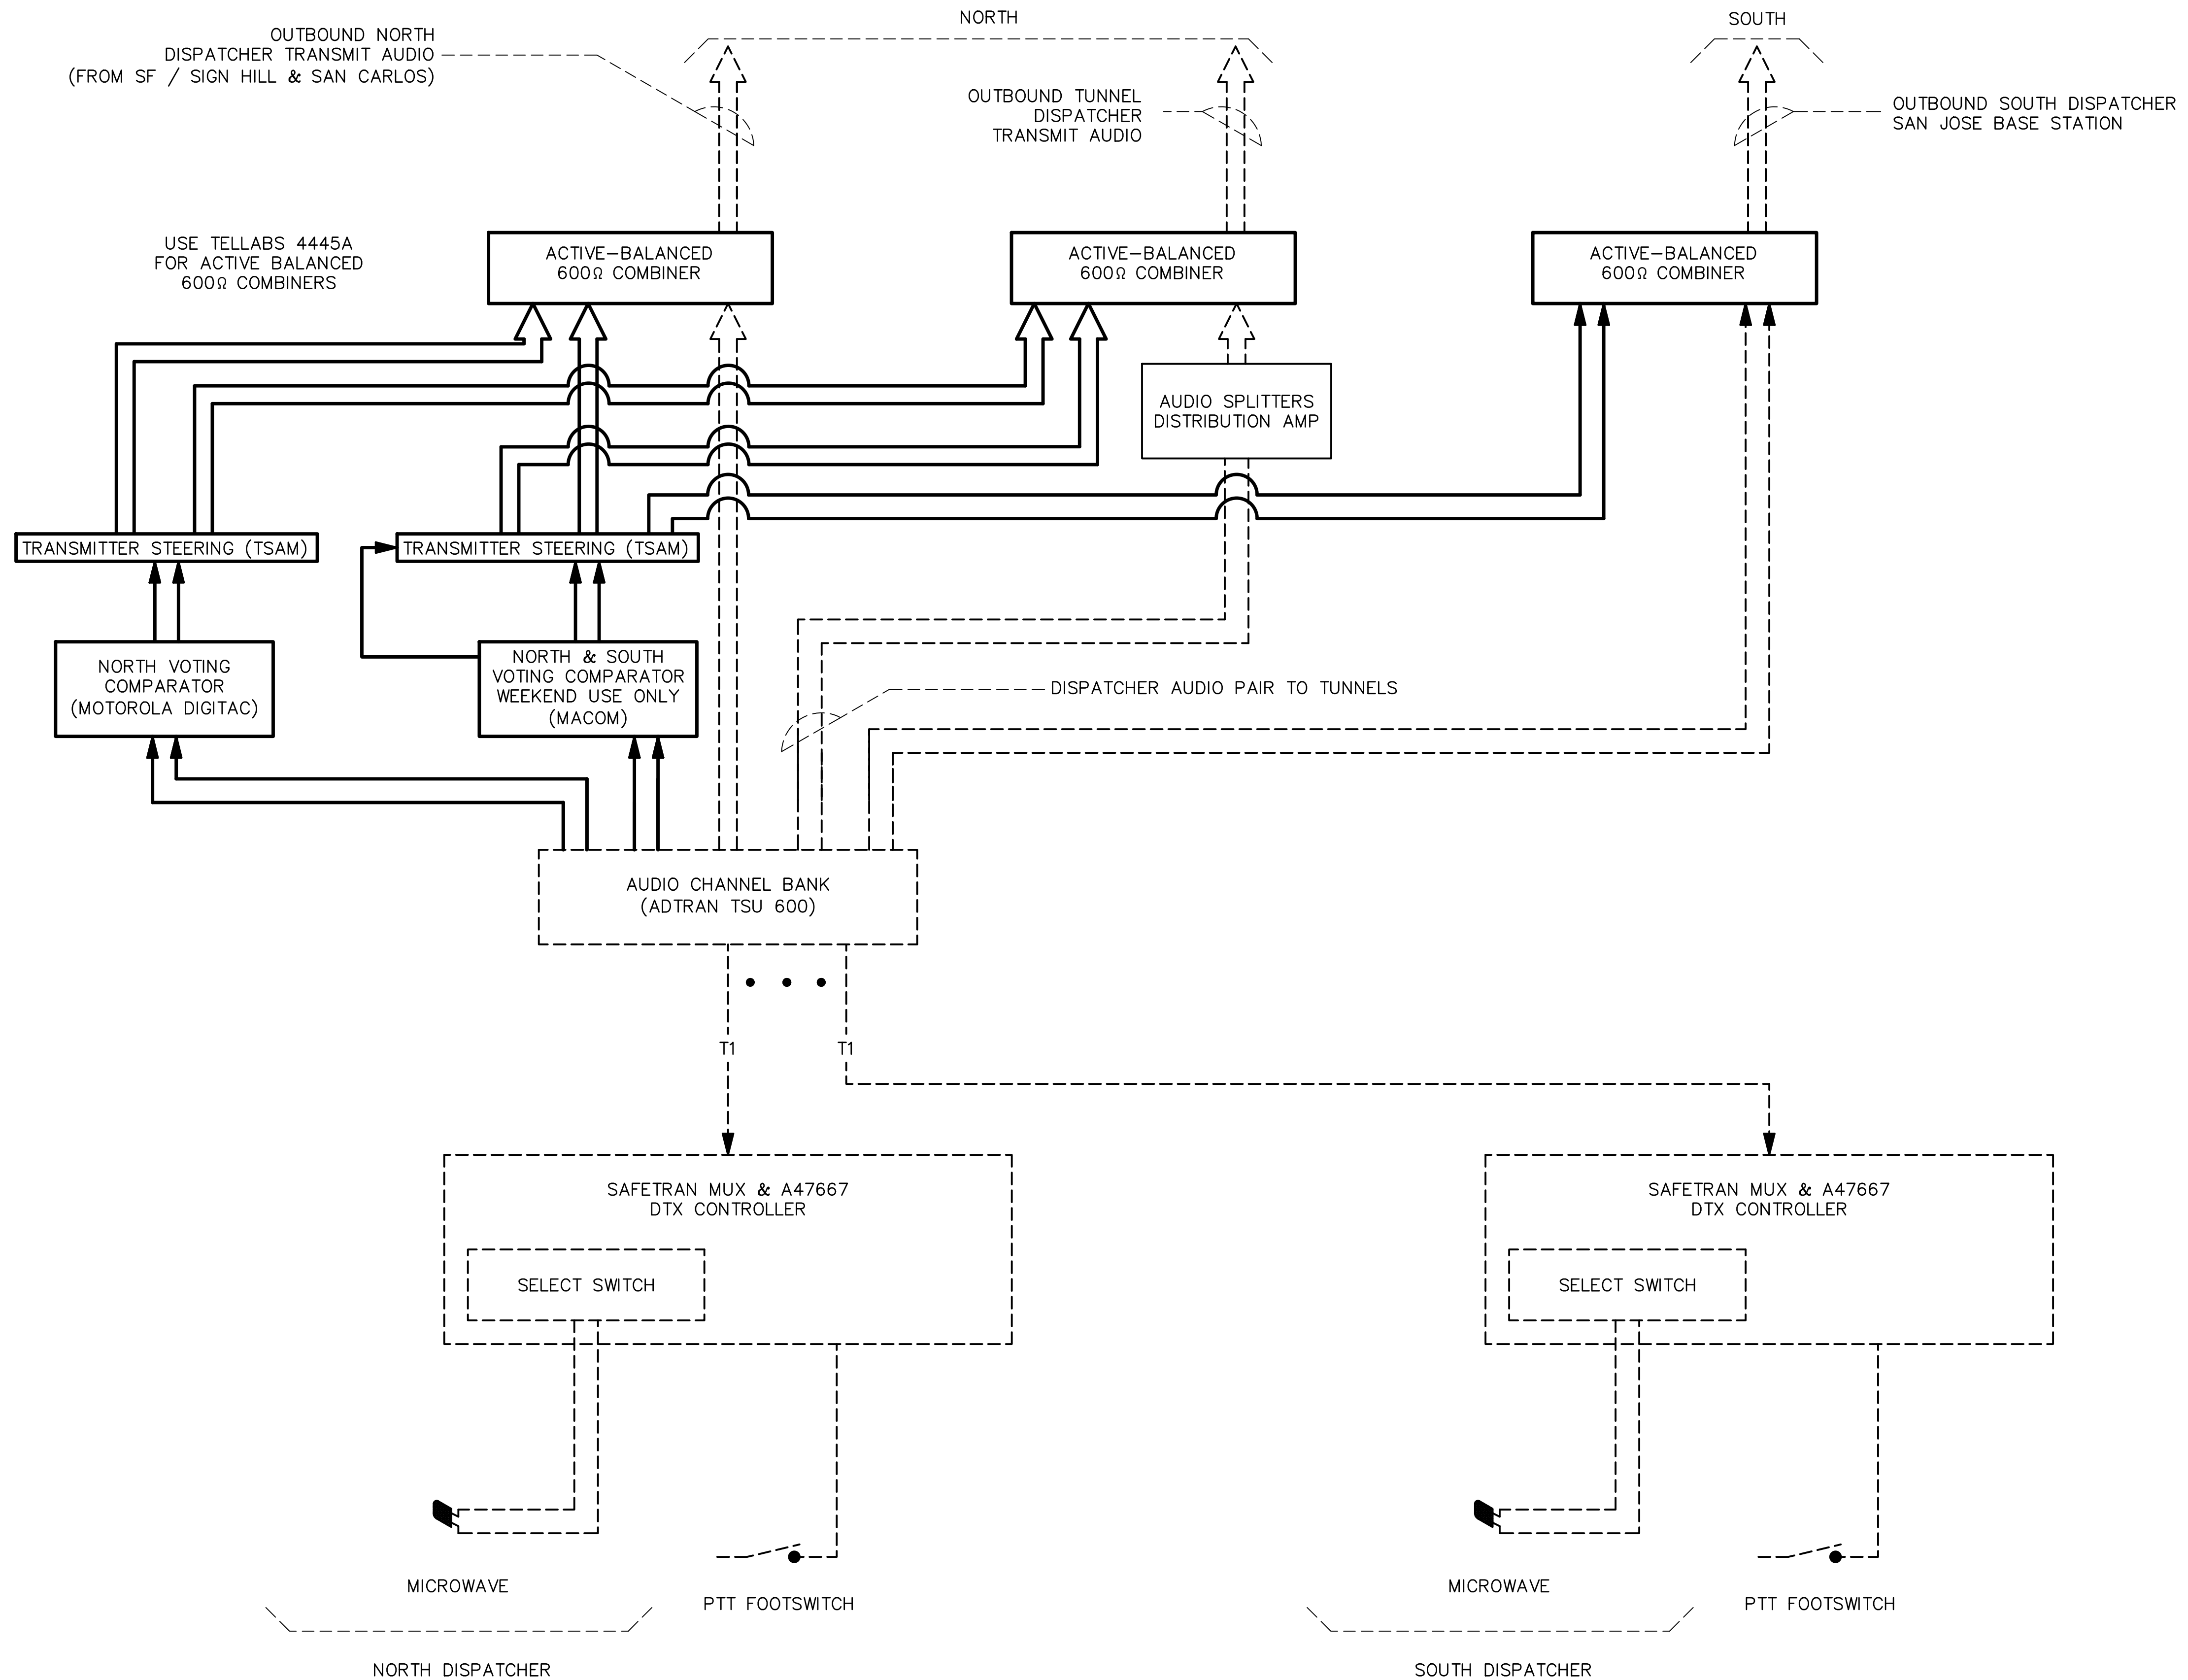 NORTH
SOUTH
OUTBOUND NORTH
DISPATCHER TRANSMIT AUDIO
(FROM SF / SIGN HILL & SAN CARLOS)
OUTBOUND TUNNEL
DISPATCHER
TRANSMIT AUDIO
OUTBOUND SOUTH DISPATCHER
SAN JOSE BASE STATION
USE TELLABS 4445A
FOR ACTIVE BALANCED
600Ω COMBINERS
ACTIVE-BALANCED
600Ω COMBINER
ACTIVE-BALANCED
600Ω COMBINER
ACTIVE-BALANCED
600Ω COMBINER
AUDIO SPLITTERS
DISTRIBUTION AMP
TRANSMITTER STEERING (TSAM)
TRANSMITTER STEERING (TSAM)
NORTH VOTING
COMPARATOR
(MOTOROLA DIGITAC)
NORTH & SOUTH
VOTING COMPARATOR
WEEKEND USE ONLY
(MACOM)
DISPATCHER AUDIO PAIR TO TUNNELS
AUDIO CHANNEL BANK
(ADTRAN TSU 600)
T1
T1
SAFETRAN MUX & A47667
DTX CONTROLLER
SELECT SWITCH
SAFETRAN MUX & A47667
DTX CONTROLLER
SELECT SWITCH
MICROWAVE
PTT FOOTSWITCH
NORTH DISPATCHER
MICROWAVE
PTT FOOTSWITCH
SOUTH DISPATCHER